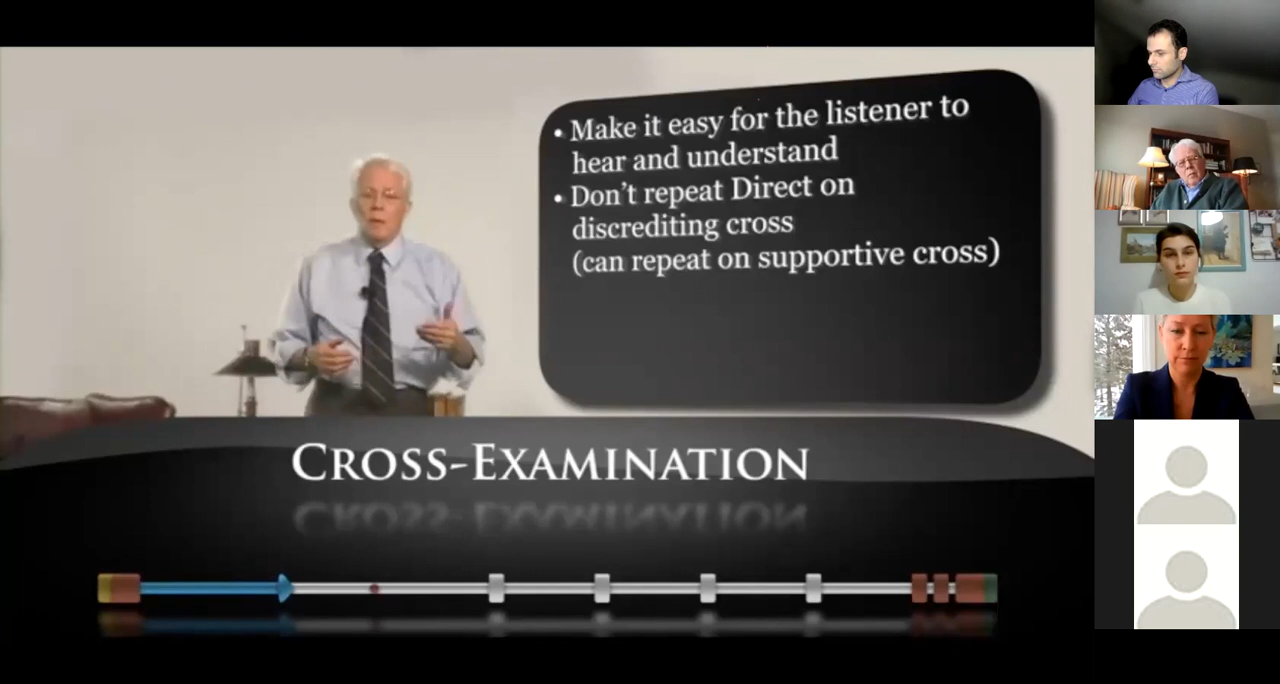 • Make it easy for the listener to
hear and understand
• Don’t repeat Direct on
discrediting cross
(can repeat on supportive cross)
CROSS-EXAMINATION